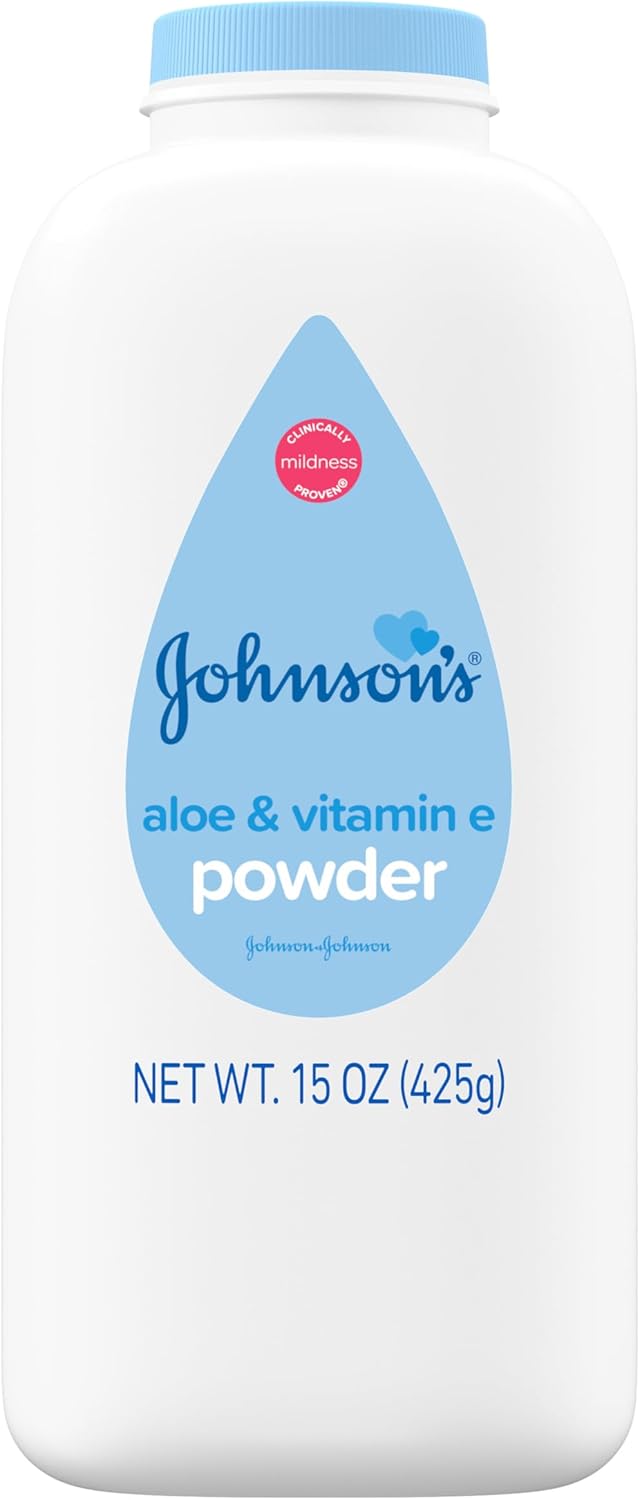 CLINICALLY
mildness
PROVEN®
Johnson's®
aloe & vitamin e
powder
Johnson & Johnson
NET WT. 15 OZ (425g)